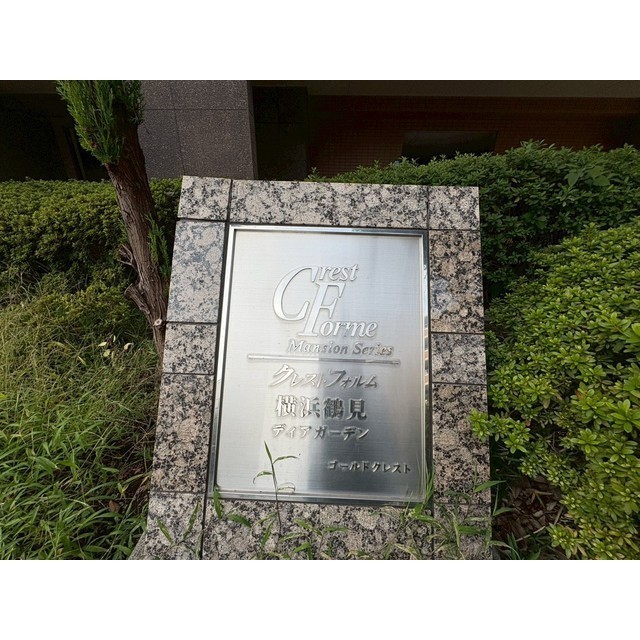 Crest
Forme
Mansion Series
クレストフォルム
横浜鶴見
ディアガーデン
ゴールドクレスト